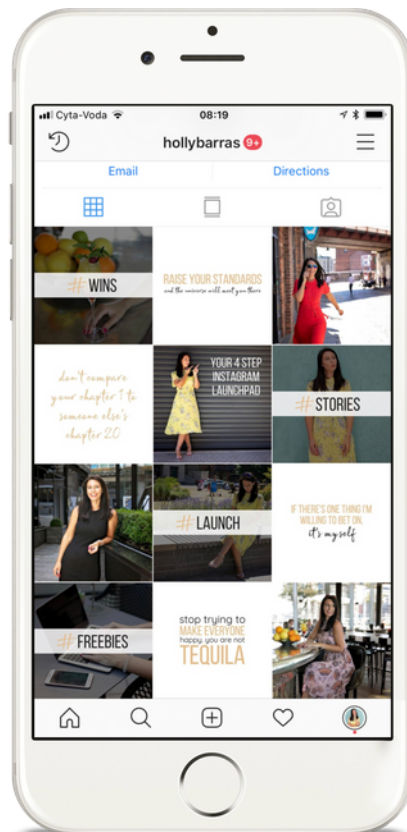 Cyta-Voda 08:19
hollybarras 9+
Email Directions
# WINS
RAISE YOUR STANDARDS
and the universe will meet you there
don't compare
your chapter 1 to
someone else's
chapter 20
YOUR 4 STEP
INSTAGRAM
LAUNCHPAD
# STORIES
# LAUNCH
IF THERE'S ONE THING I'M
WILLING TO BET ON,
it's myself
# FREEBIES
stop trying to
MAKE EVERYONE
happy you are not
TEQUILA